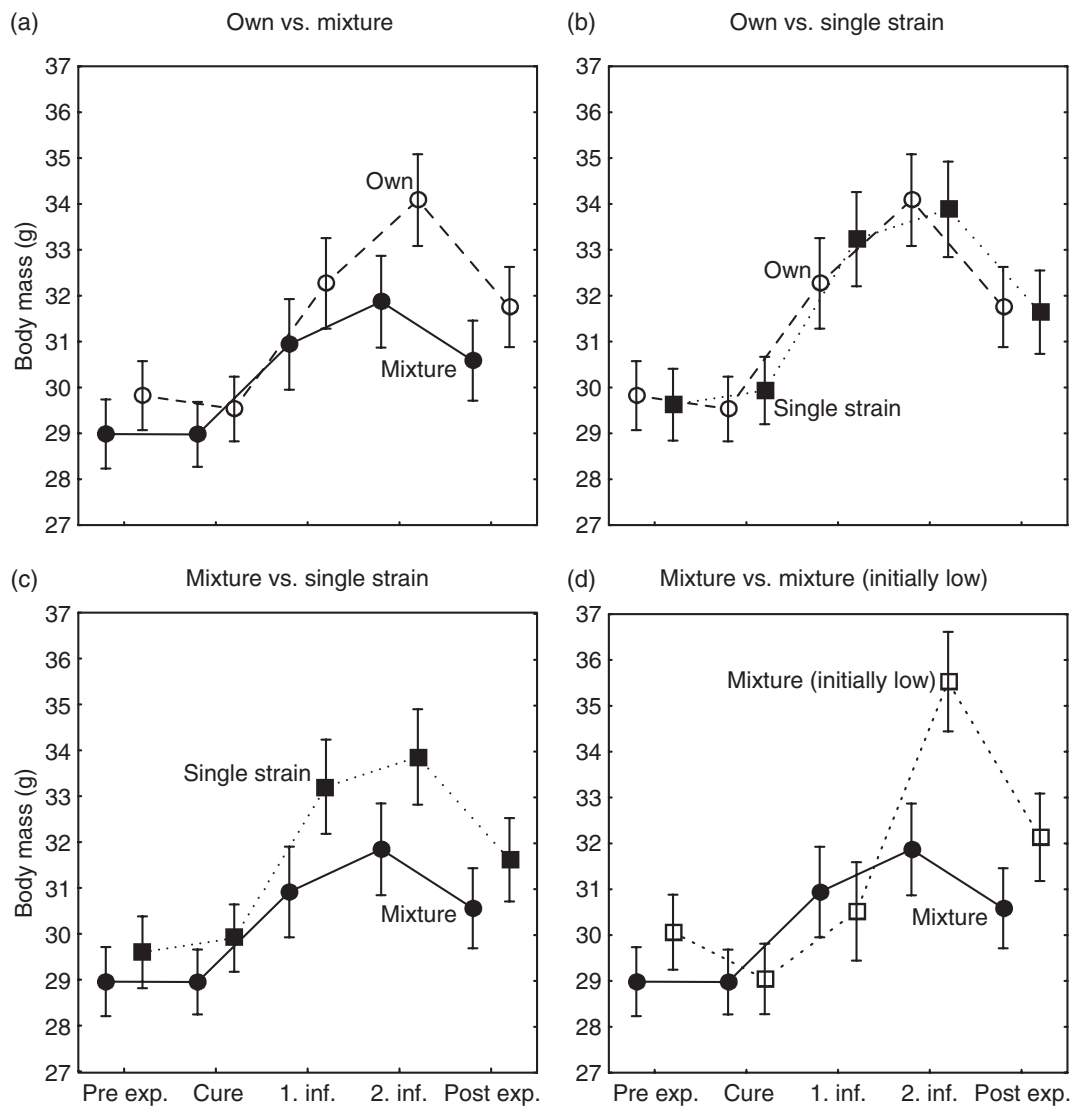 (a) Own vs. mixture
37
36
35
34
33
32
31
30
29
28
27
Body mass (g)
Own
Mixture
(b) Own vs. single strain
37
36
35
34
33
32
31
30
29
28
27
Own
Single strain
(c) Mixture vs. single strain
37
36
35
34
33
32
31
30
29
28
27
Body mass (g)
Single strain
Mixture
Pre exp. Cure 1. inf. 2. inf. Post exp.
(d) Mixture vs. mixture (initially low)
37
36
35
34
33
32
31
30
29
28
27
Mixture (initially low)
Mixture
Pre exp. Cure 1. inf. 2. inf. Post exp.